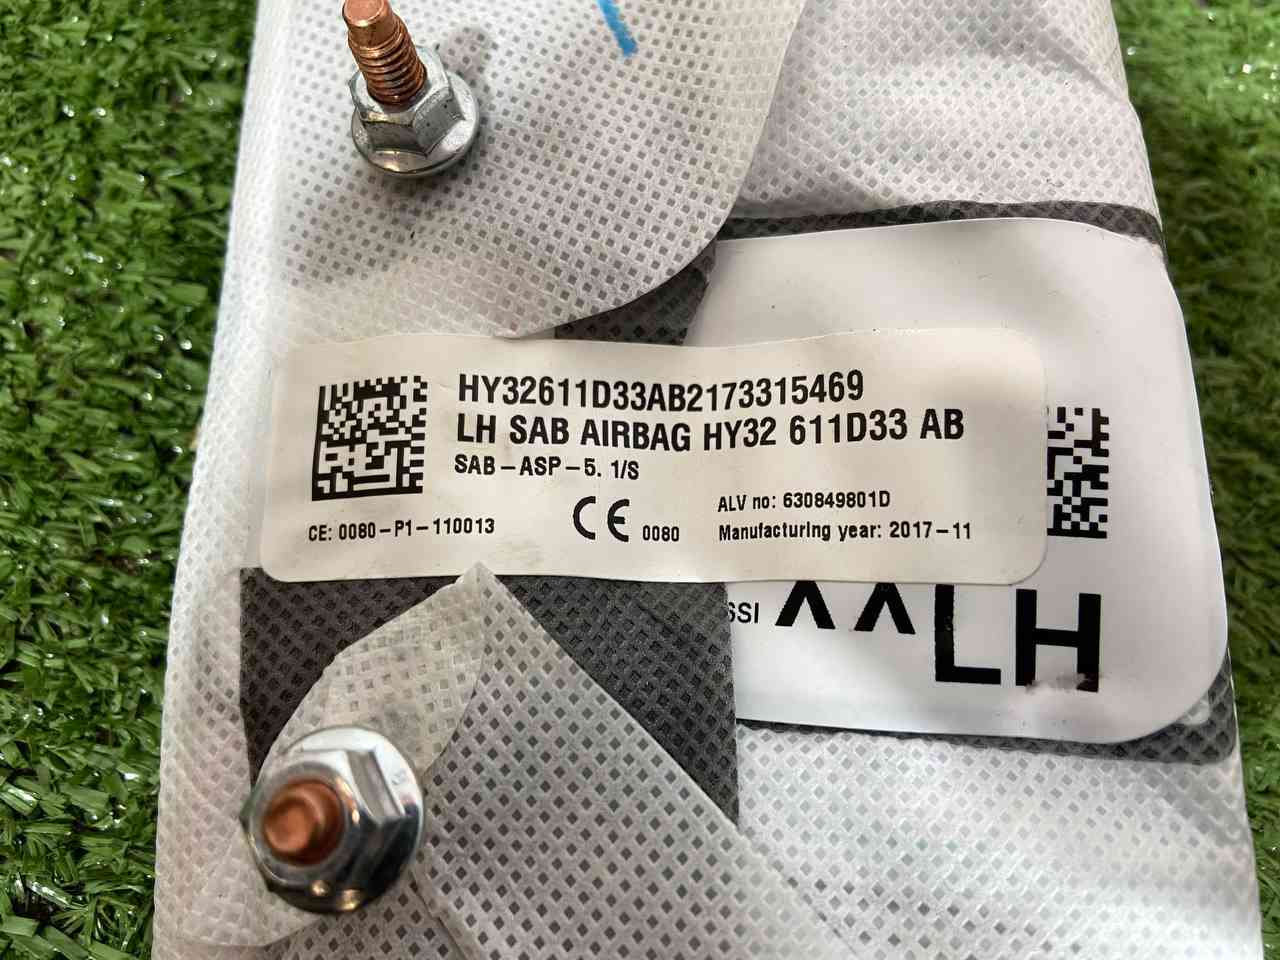 HY32611D33AB2173315469
LH SAB AIRBAG HY32 611D33 AB
SAB-ASP-5. 1/S
CE: 0080-P1-110013
CE 0080
ALV no: 630849801D
Manufacturing year: 2017-11
LH